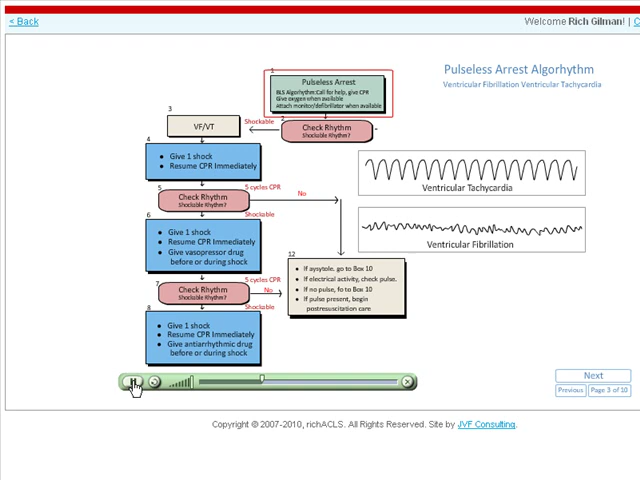 < Back
Welcome Rich Gilman! |
Pulseless Arrest Algorhythm
Ventricular Fibrillation Ventricular Tachycardia
1
Pulseless Arrest
BLS Algorhythm:Call for help, give CPR
Give oxygen when available
Attach monitor/defibrillator when available
2
Check Rhythm
Shockable Rhythm?
Shockable
3
VF/VT
4
Give 1 shock
Resume CPR Immediately
5
Check Rhythm
Shockable Rhythm?
5 cycles CPR
No
Shockable
6
Give 1 shock
Resume CPR Immediately
Give vasopressor drug
before or during shock
7
Check Rhythm
Shockable Rhythm?
5 cycles CPR
No
Shockable
8
Give 1 shock
Resume CPR Immediately
Give antiarrhythmic drug
before or during shock
12
If aysytole. go to Box 10
If electrical activity, check pulse.
If no pulse, fo to Box 10
If pulse present, begin
postresuscitation care
Ventricular Tachycardia
Ventricular Fibrillation
Next
Previous
Page 3 of 10
Copyright © 2007-2010, richACLS. All Rights Reserved. Site by JVF Consulting.